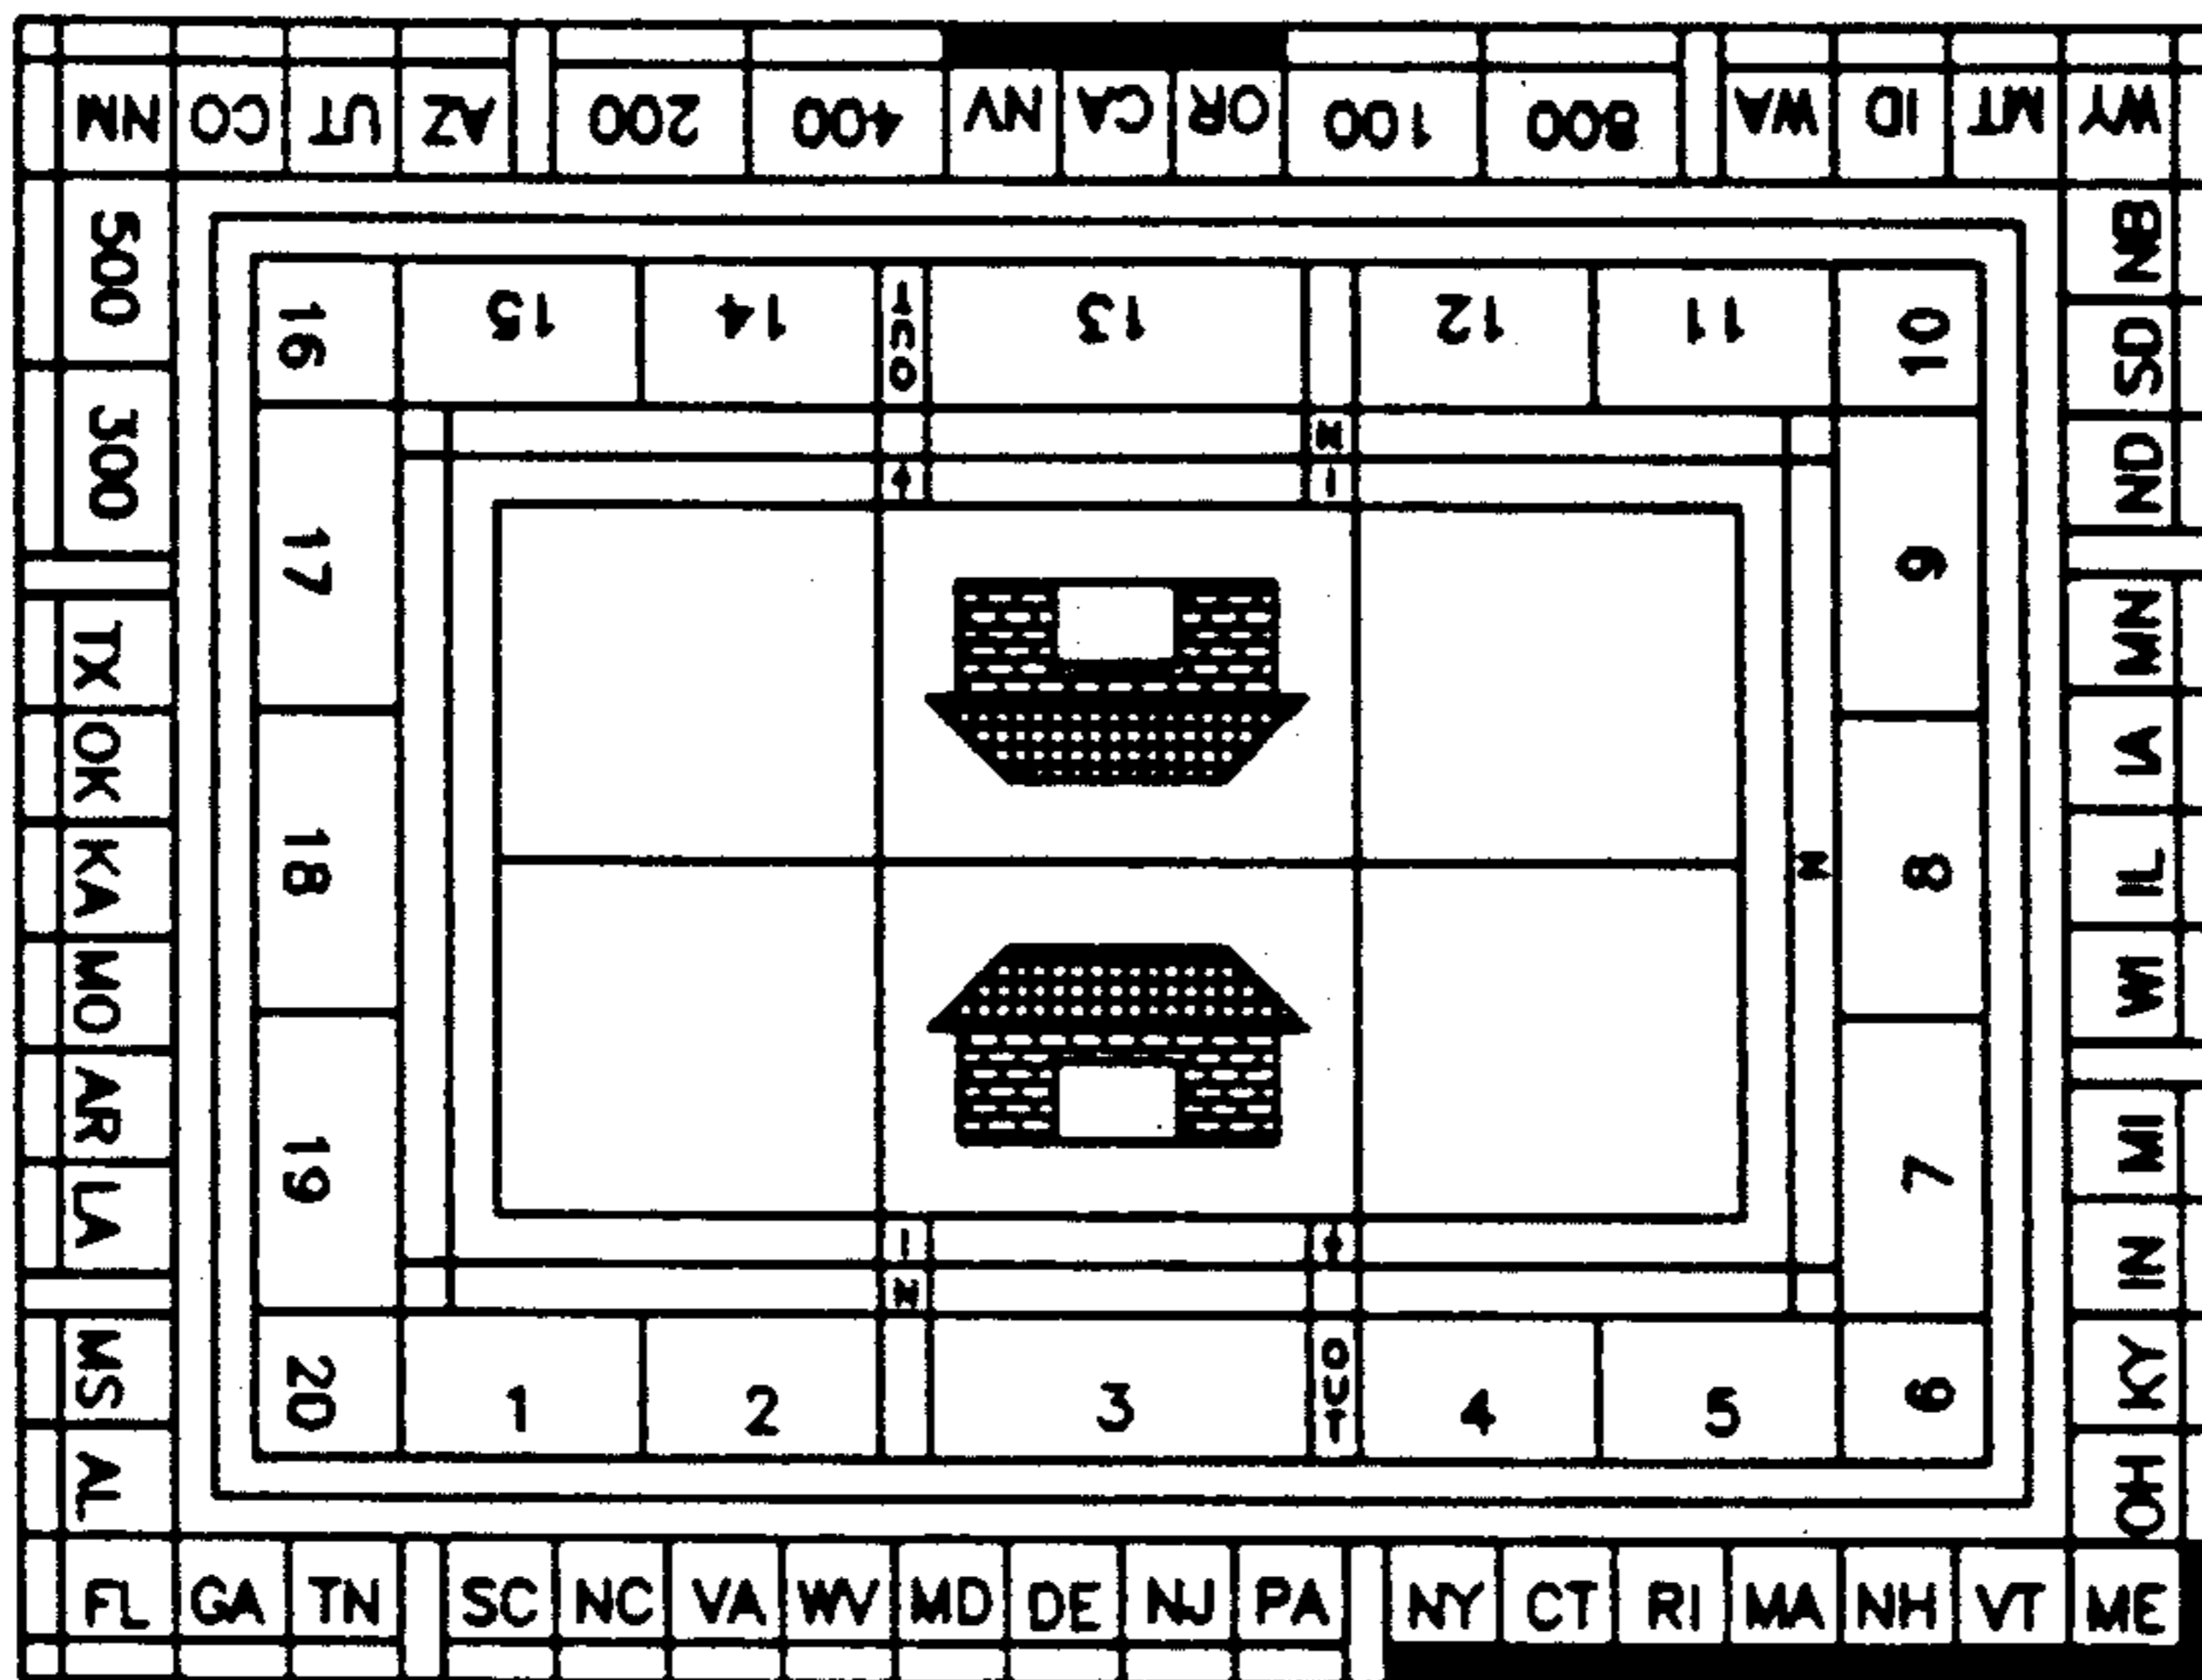 NM CO UT AZ 200 400 NV CA OR 100 800 WA ID MT WY
500 300 TX OK KA MO AR LA MS AL
NB SD ND MN IA IL WI MI IN KY OH
16 15 14 OUT 13 12 11 10
IN
17 18 19
9 8 7
IN
20 1 2 3 OUT 4 5 6
FL GA TN SC NC VA WV MD DE NJ PA NY CT RI MA NH VT ME